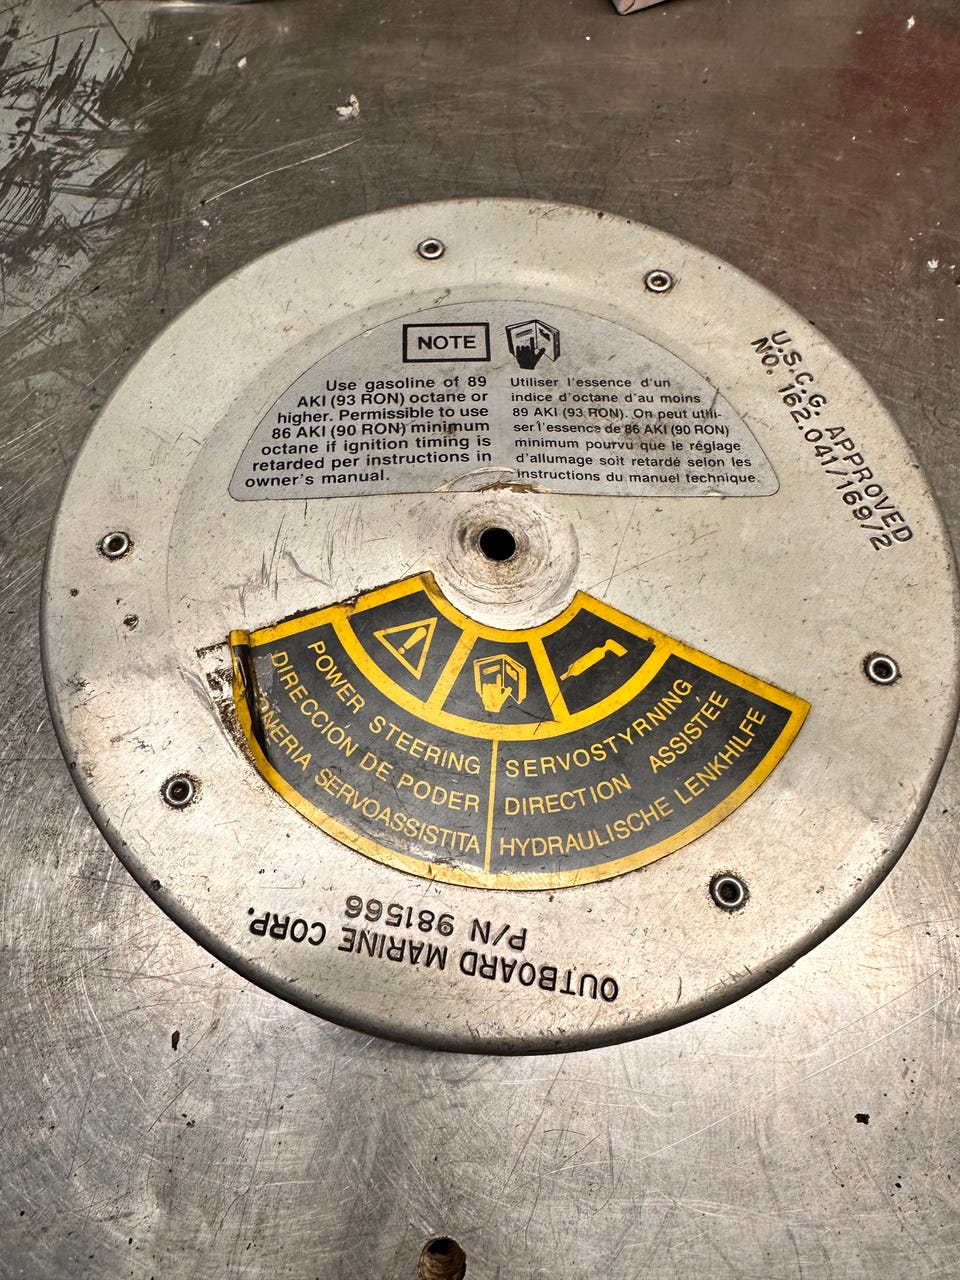 NOTE
Use gasoline of 89
AKI (93 RON) octane or
higher. Permissible to use
86 AKI (90 RON) minimum
octane if ignition timing is
retarded per instructions in
owner's manual.
Utiliser l'essence d'un
indice d'octane d'au moins
89 AKI (93 RON). On peut utili-
ser l'essence de 86 AKI (90 RON)
minimum pourvu que le réglage
d'allumage soit retardé selon les
instructions du manuel technique.
U.S.C.G. APPROVED
NO. 162.041/169/2
POWER STEERING
DIRECCIÓN DE PODER
SERVOASSISTITA
SERVOSTYRNING
DIRECTION ASSISTÉE
HYDRAULISCHE LENKHILFE
OUTBOARD MARINE CORP.
P/N 981566